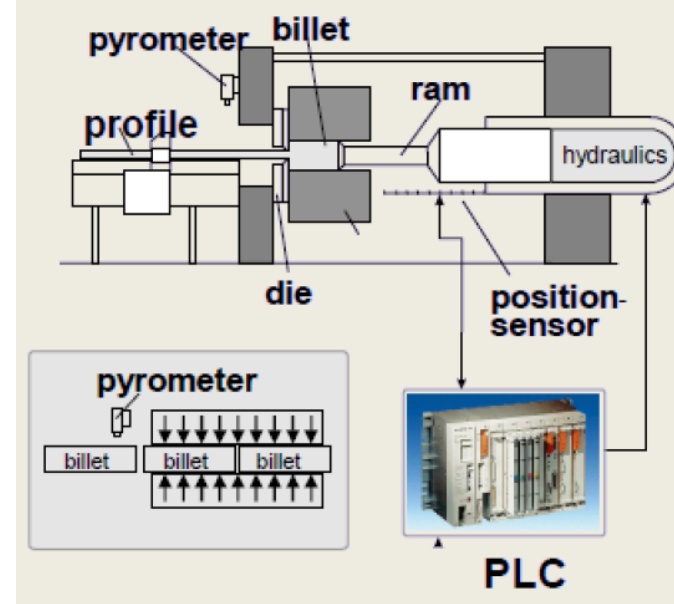 pyrometer
billet
ram
profile
hydraulics
die
position-
sensor
pyrometer
billet
billet
billet
PLC